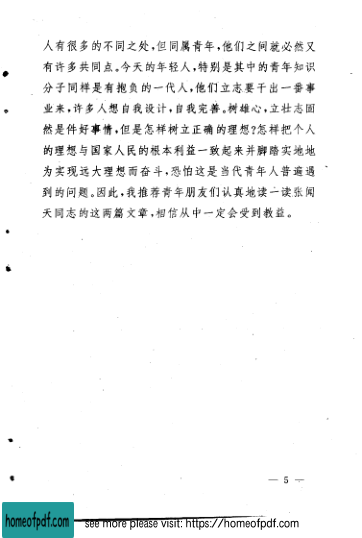 人有很多的不同之处,但同属青年,他们之间就必然又
有许多共同点。今天的年轻人,特别是其中的青年知识
分子同样是有抱负的一代人,他们立志要干出一番事
业来,许多人想自我设计,自我完善。树雄心,立壮志固
然是件好事情,但是怎样树立正确的理想?怎样把个人
的理想与国家人民的根本利益一致起来并脚踏实地地
为实现远大理想而奋斗,恐怕这是当代青年人普遍遇
到的问题。因此,我推荐青年朋友们认真地读一读张闻
天同志的这两篇文章,相信从中一定会受到教益。
— 5 —
homeofpdf.com
see more please visit: https://homeofpdf.com